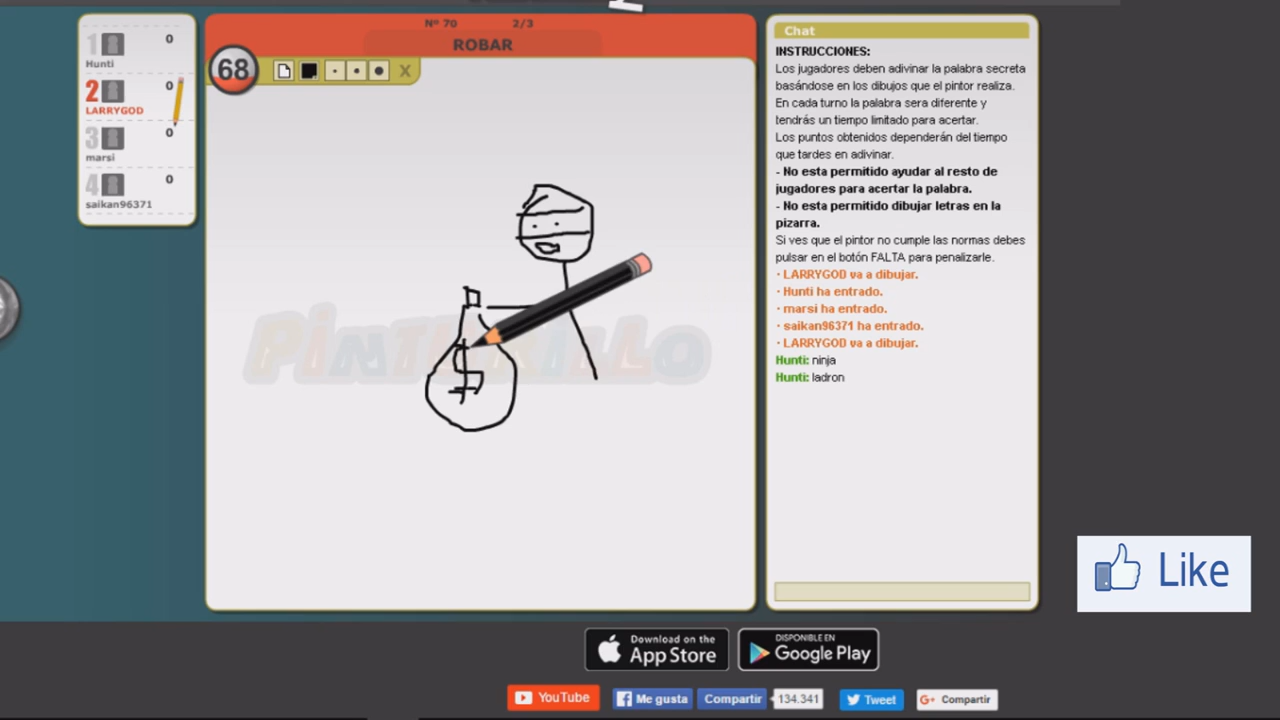 Nº 70 2/3
ROBAR
68
X
1 0
Hunti
2 0
LARRYGOD
3 0
marsi
4 0
saikan96371
PINTURILLO
$
Chat
INSTRUCCIONES:
Los jugadores deben adivinar la palabra secreta
basándose en los dibujos que el pintor realiza.
En cada turno la palabra sera diferente y
tendrás un tiempo limitado para acertar.
Los puntos obtenidos dependerán del tiempo
que tardes en adivinar.
- No esta permitido ayudar al resto de
jugadores para acertar la palabra.
- No esta permitido dibujar letras en la
pizarra.
Si ves que el pintor no cumple las normas debes
pulsar en el botón FALTA para penalizarle.
· LARRYGOD va a dibujar.
· Hunti ha entrado.
· marsi ha entrado.
· saikan96371 ha entrado.
· LARRYGOD va a dibujar.
Hunti: ninja
Hunti: ladron
Like
Download on the
App Store
DISPONIBLE EN
Google Play
YouTube
Me gusta
Compartir
134.341
Tweet
G+ Compartir